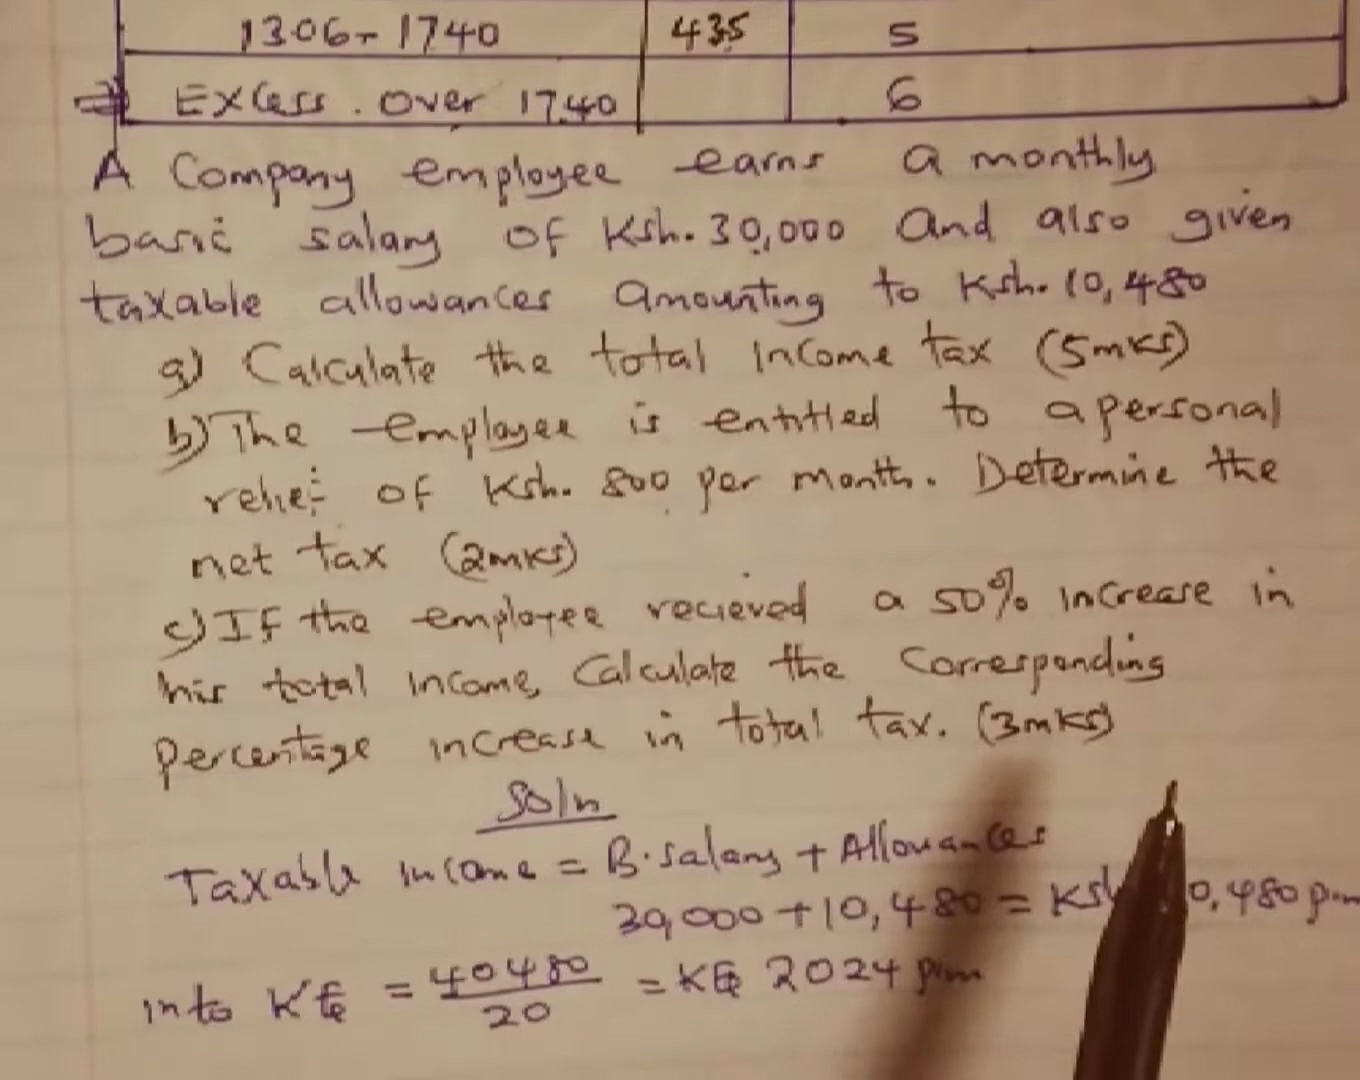 1306- 1740 435 5
⇒ Excess. over 1740 6
A Company employee earns a monthly
basic salary of Ksh. 30,000 and also given
taxable allowances amounting to Ksh. 10,480
a) Calculate the total income tax (5mks)
b) The employee is entitled to a personal
relief of Ksh. 800 per month. Determine the
net tax (2mks)
c) If the employee recieved a 50% increase in
his total income, Calculate the Corresponding
percentage increase in total tax. (3mks)
Soln
Taxable income = B.salary + Allowances
30,000 + 10,480 = 0,480 p.m
into K£ = 40480/20 = K£ 2024 p.m